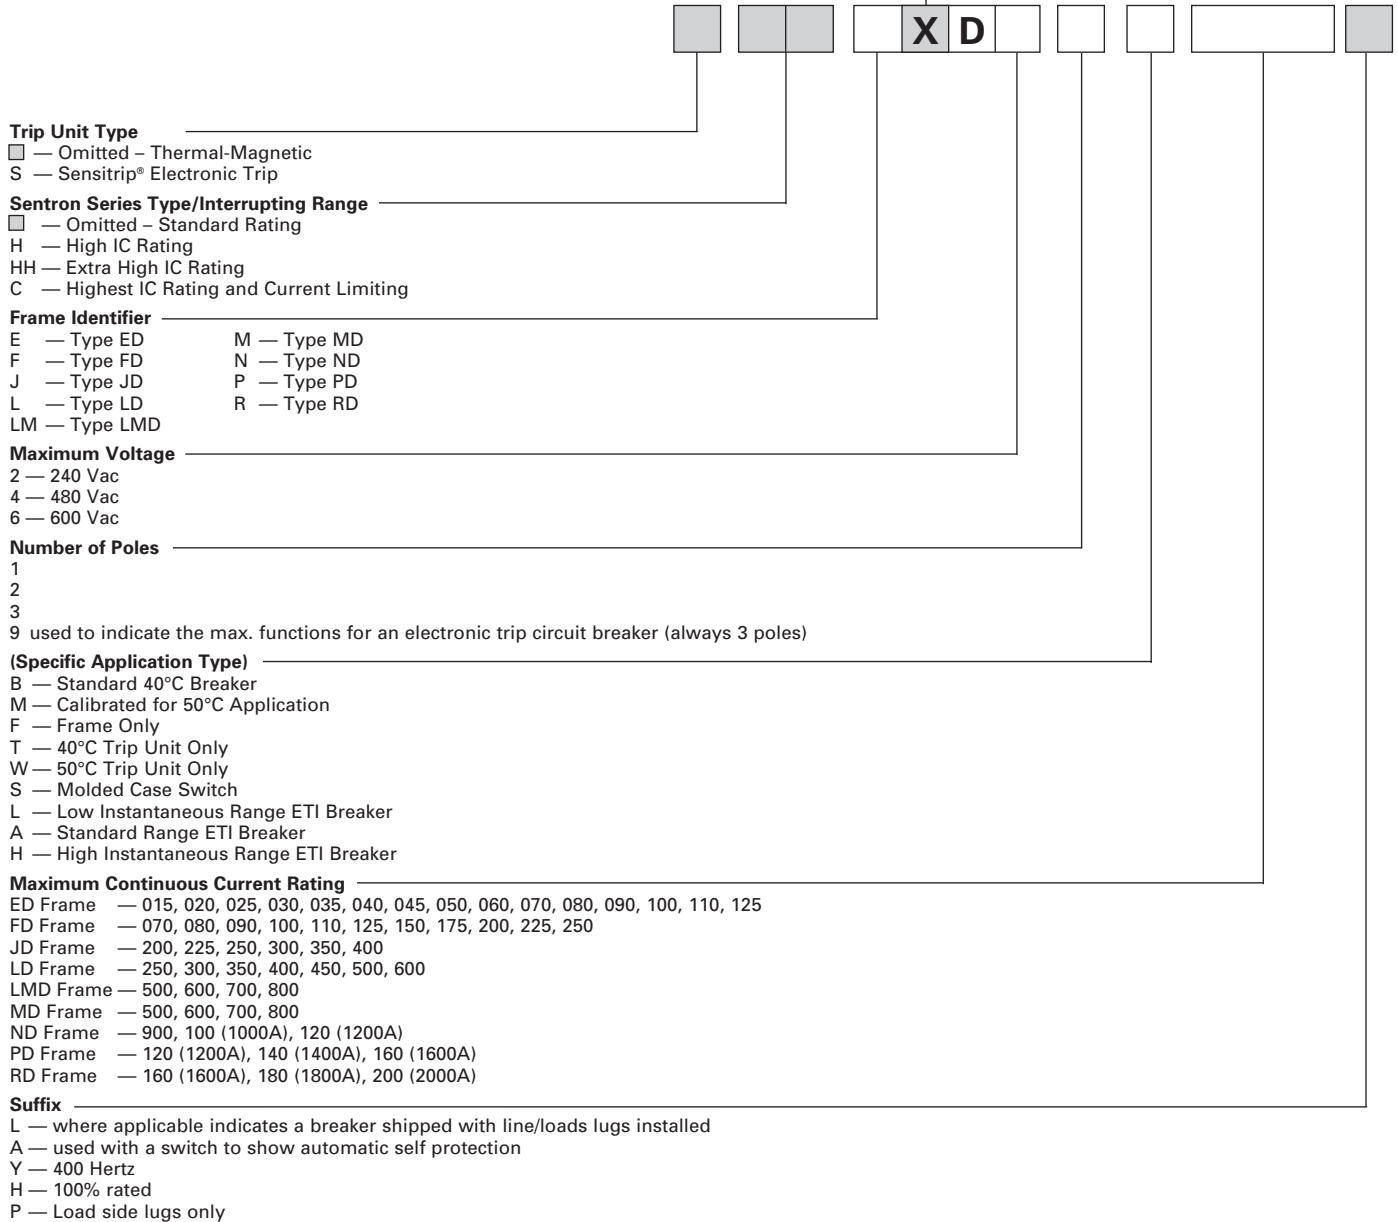 X D
Trip Unit Type
— Omitted – Thermal-Magnetic
S — Sensitrip® Electronic Trip
Sentron Series Type/Interrupting Range
— Omitted – Standard Rating
H — High IC Rating
HH — Extra High IC Rating
C — Highest IC Rating and Current Limiting
Frame Identifier
E — Type ED M — Type MD
F — Type FD N — Type ND
J — Type JD P — Type PD
L — Type LD R — Type RD
LM — Type LMD
Maximum Voltage
2 — 240 Vac
4 — 480 Vac
6 — 600 Vac
Number of Poles
1
2
3
9 used to indicate the max. functions for an electronic trip circuit breaker (always 3 poles)
(Specific Application Type)
B — Standard 40°C Breaker
M — Calibrated for 50°C Application
F — Frame Only
T — 40°C Trip Unit Only
W — 50°C Trip Unit Only
S — Molded Case Switch
L — Low Instantaneous Range ETI Breaker
A — Standard Range ETI Breaker
H — High Instantaneous Range ETI Breaker
Maximum Continuous Current Rating
ED Frame — 015, 020, 025, 030, 035, 040, 045, 050, 060, 070, 080, 090, 100, 110, 125
FD Frame — 070, 080, 090, 100, 110, 125, 150, 175, 200, 225, 250
JD Frame — 200, 225, 250, 300, 350, 400
LD Frame — 250, 300, 350, 400, 450, 500, 600
LMD Frame — 500, 600, 700, 800
MD Frame — 500, 600, 700, 800
ND Frame — 900, 100 (1000A), 120 (1200A)
PD Frame — 120 (1200A), 140 (1400A), 160 (1600A)
RD Frame — 160 (1600A), 180 (1800A), 200 (2000A)
Suffix
L — where applicable indicates a breaker shipped with line/loads lugs installed
A — used with a switch to show automatic self protection
Y — 400 Hertz
H — 100% rated
P — Load side lugs only